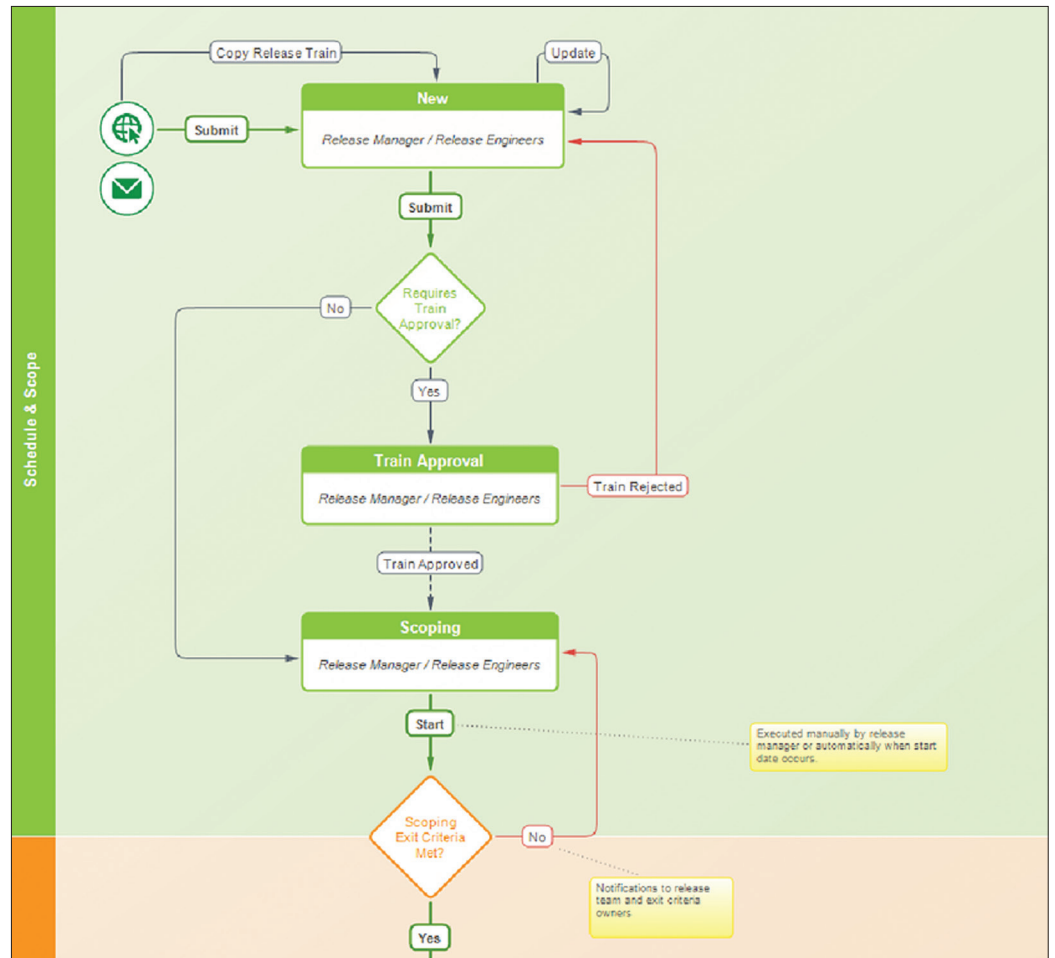 Copy Release Train
Update
New
Submit
Release Manager / Release Engineers
Submit
Requires
Train
Approval?
No
Yes
Schedule & Scope
Train Approval
Release Manager / Release Engineers
Train Rejected
Train Approved
Scoping
Release Manager / Release Engineers
Start
Executed manually by release
manager or automatically when start
date occurs.
Scoping
Exit Criteria
Met?
No
Notifications to release
team and exit criteria
owners
Yes